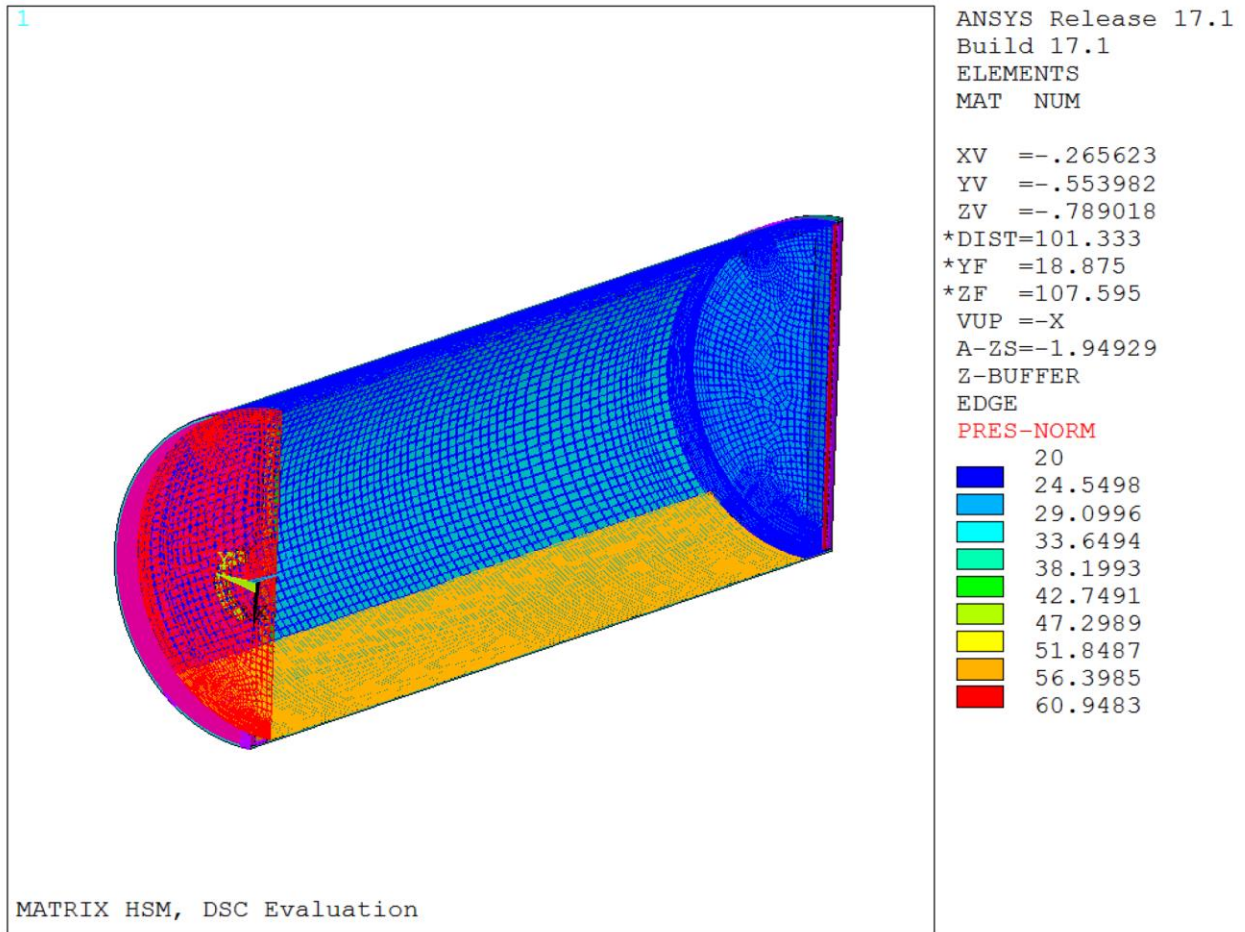 1
ANSYS Release 17.1
Build 17.1
ELEMENTS
MAT NUM
XV =-.265623
YV =-.553982
ZV =-.789018
*DIST=101.333
*YF =18.875
*ZF =107.595
VUP =-X
A-ZS=-1.94929
Z-BUFFER
EDGE
PRES-NORM
20
24.5498
29.0996
33.6494
38.1993
42.7491
47.2989
51.8487
56.3985
60.9483
Y
MATRIX HSM, DSC Evaluation